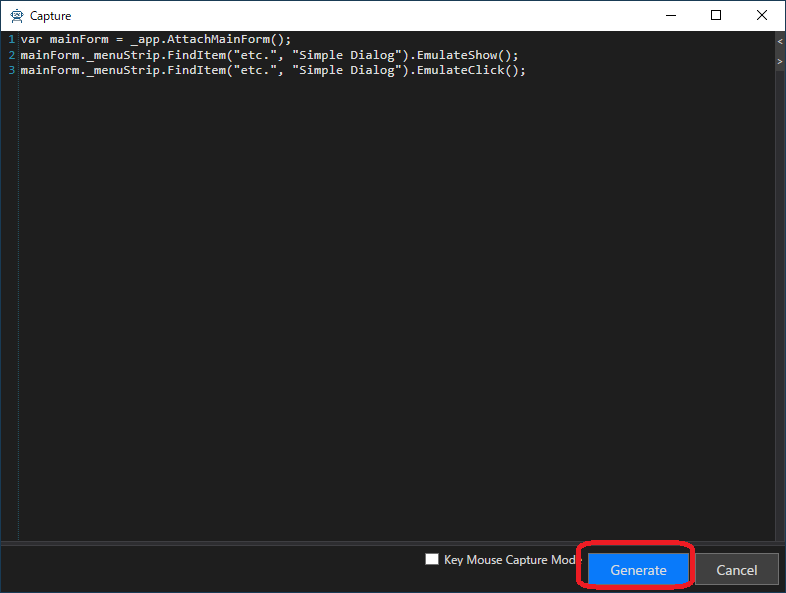 Capture
1 var mainForm = _app.AttachMainForm();
2 mainForm._menuStrip.FindItem("etc.", "Simple Dialog").EmulateShow();
3 mainForm._menuStrip.FindItem("etc.", "Simple Dialog").EmulateClick();
<
>
Key Mouse Capture Mode
Generate
Cancel